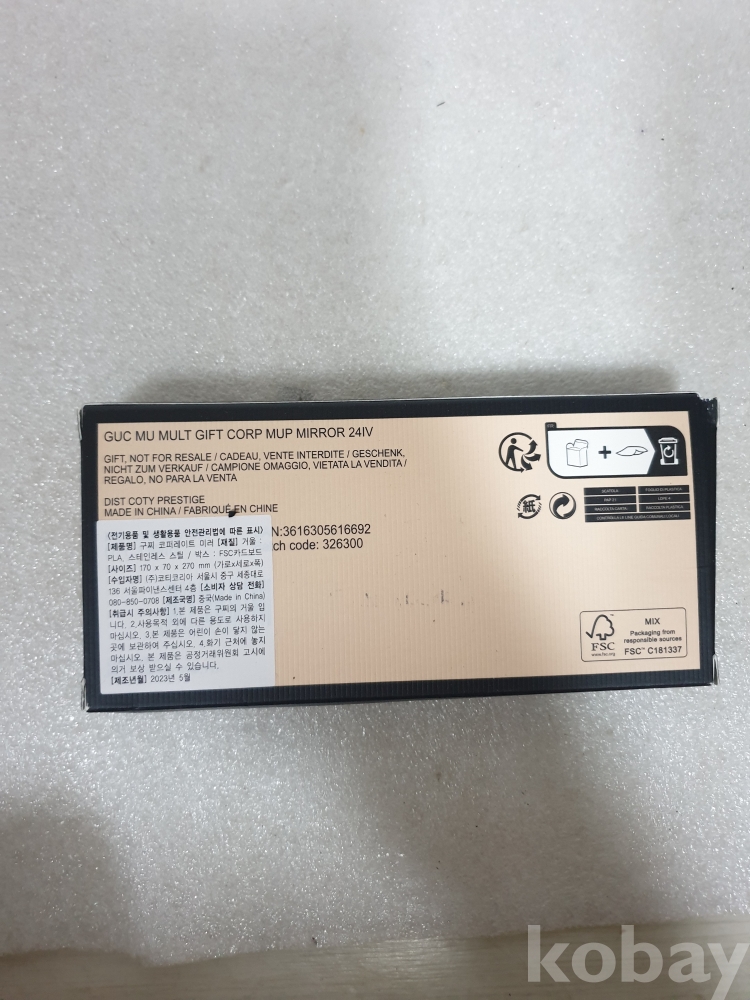 GUC MU MULT GIFT CORP MUP MIRROR 24IV
GIFT, NOT FOR RESALE / CADEAU, VENTE INTERDITE / GESCHENK,
NICHT ZUM VERKAUF / CAMPIONE OMAGGIO, VIETATA LA VENDITA /
REGALO, NO PARA LA VENTA
DIST COTY PRESTIGE
MADE IN CHINA / FABRIQUÉ EN CHINE
N:3616305616692
ch code: 326300
<전기용품 및 생활용품 안전관리법에 따른 표시>
[제품명] 구찌 코퍼레이트 미러 [재질] 거울 :
PLA, 스테인레스 스틸 / 박스 : FSC카드보드
[사이즈] 170 x 70 x 270 mm (가로x세로x폭)
[수입자명] (주)코티코리아 서울시 중구 세종대로
136 서울파이낸스센터 4층 [소비자 상담 전화]
080-850-0708 [제조국명] 중국(Made in China)
[취급시 주의사항] 1.본 제품은 구찌의 거울 입
니다. 2.사용목적 외에 다른 용도로 사용하지
마십시오. 3.본 제품은 어린이 손이 닿지 않는
곳에 보관하여 주십시오. 4.화기 근처에 놓지
마십시오. 본 제품은 공정거래위원회 고시에
의거 보상 받으실 수 있습니다.
[제조년월] 2023년 5월
紙
SCATOLA
PAP 21
RACCOLTA CARTA
RACCOLTA PLASTICA
LDPE 4
FSC
www.fsc.org
MIX
Packaging from
responsible sources
FSC™ C181337
kobay